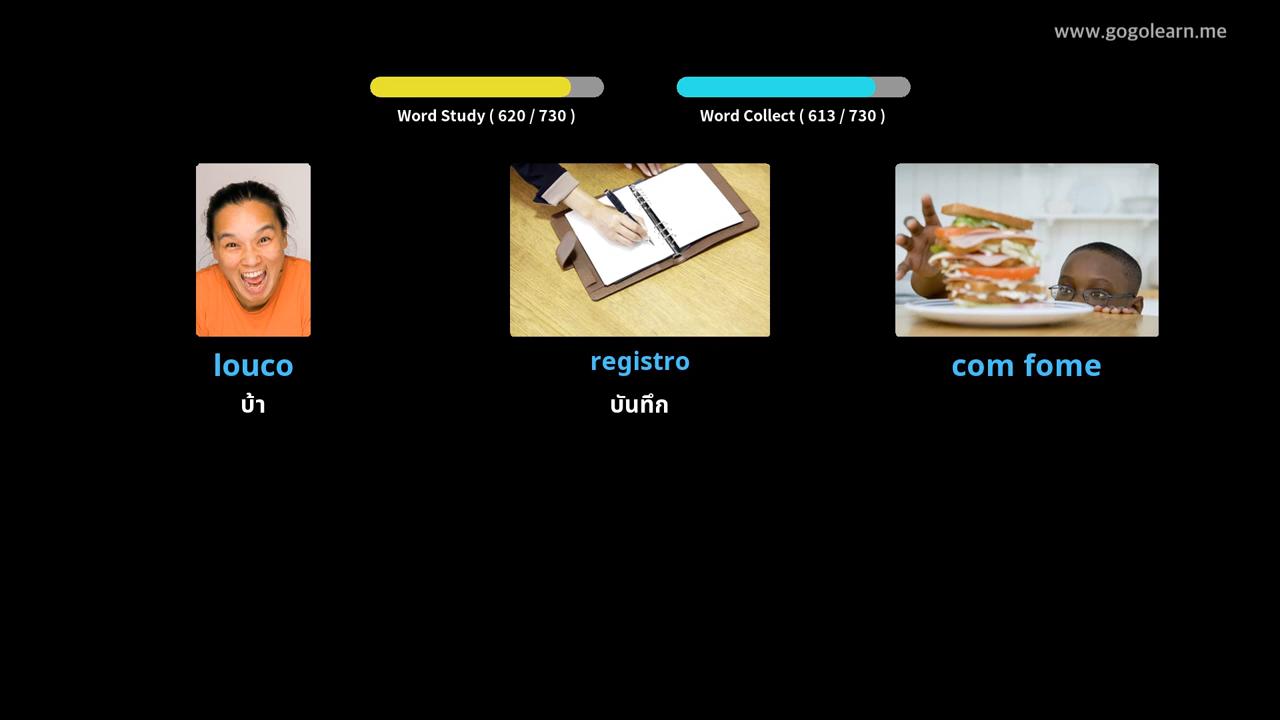 www.gogolearn.me
Word Study ( 620 / 730 )
Word Collect ( 613 / 730 )
louco
registro
com fome
บ้า
บันทึก